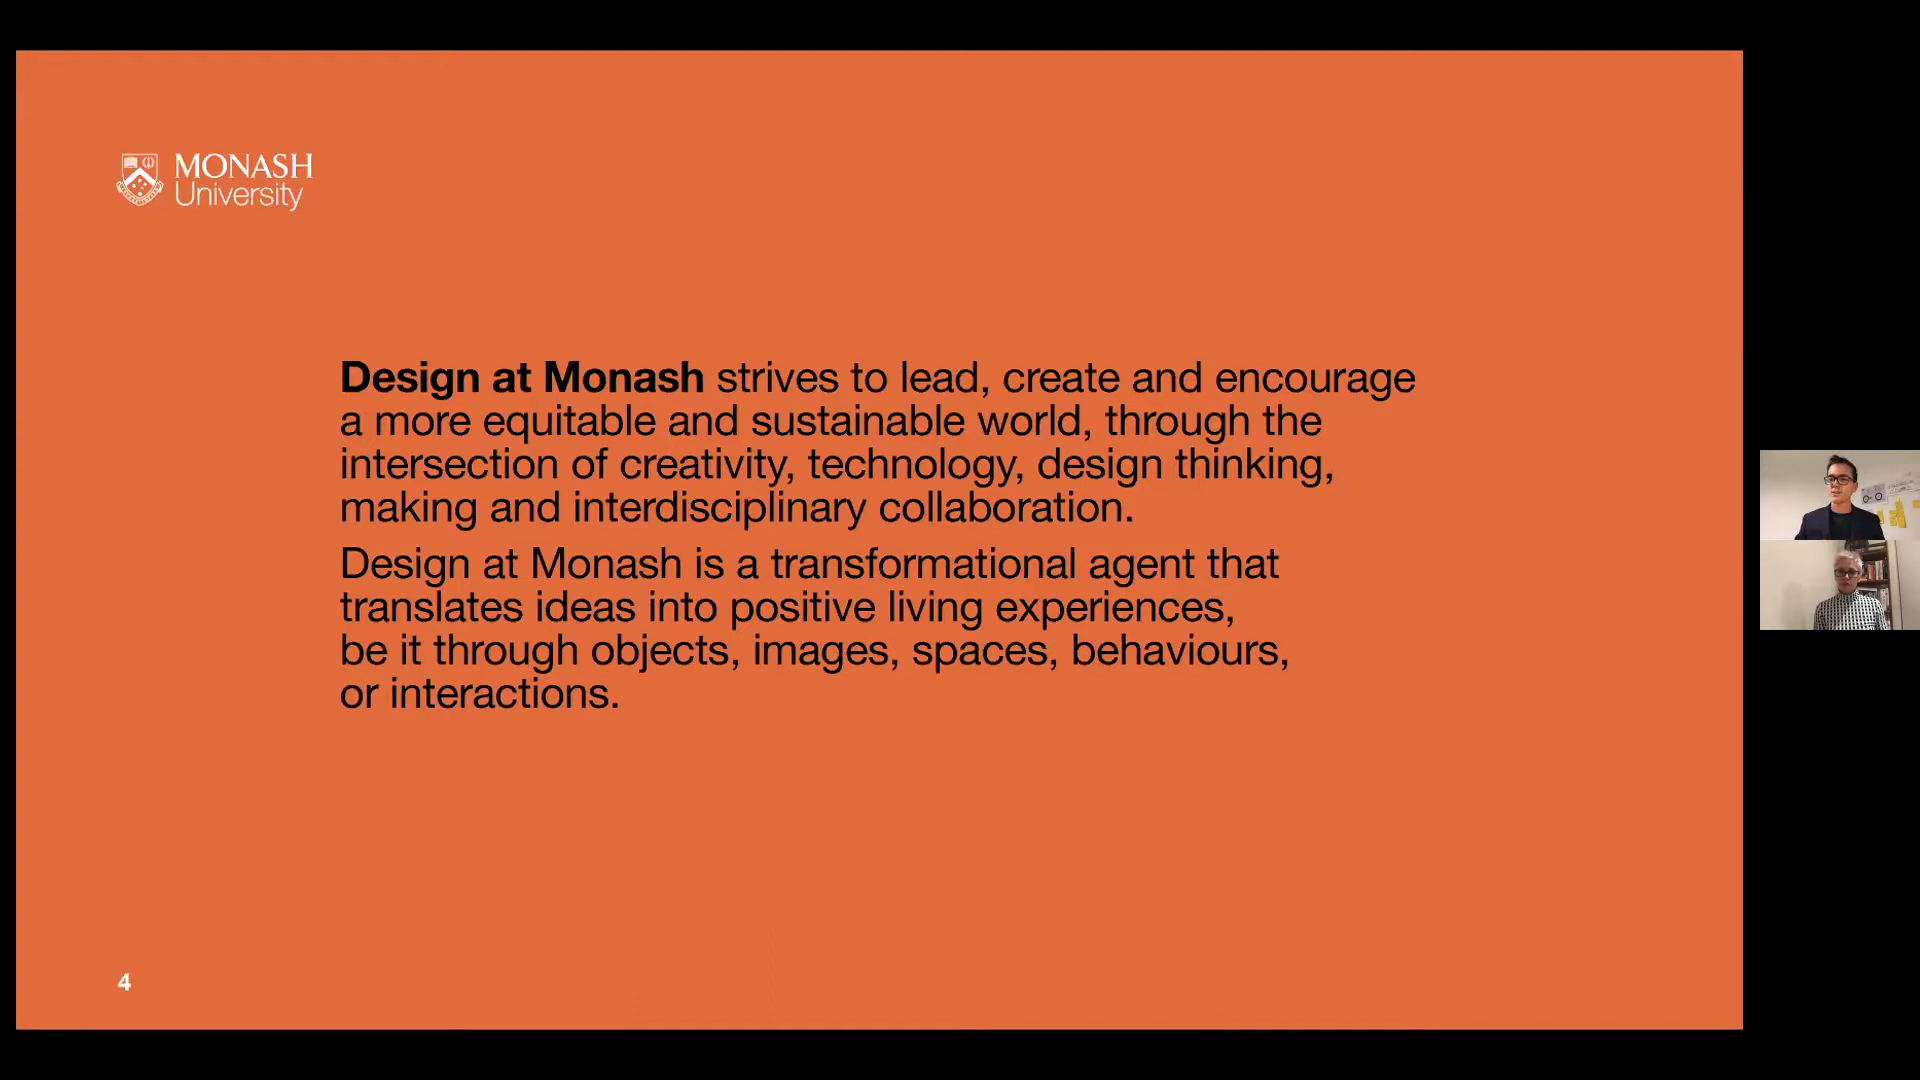 MONASH
University
Design at Monash strives to lead, create and encourage
a more equitable and sustainable world, through the
intersection of creativity, technology, design thinking,
making and interdisciplinary collaboration.
Design at Monash is a transformational agent that
translates ideas into positive living experiences,
be it through objects, images, spaces, behaviours,
or interactions.
4